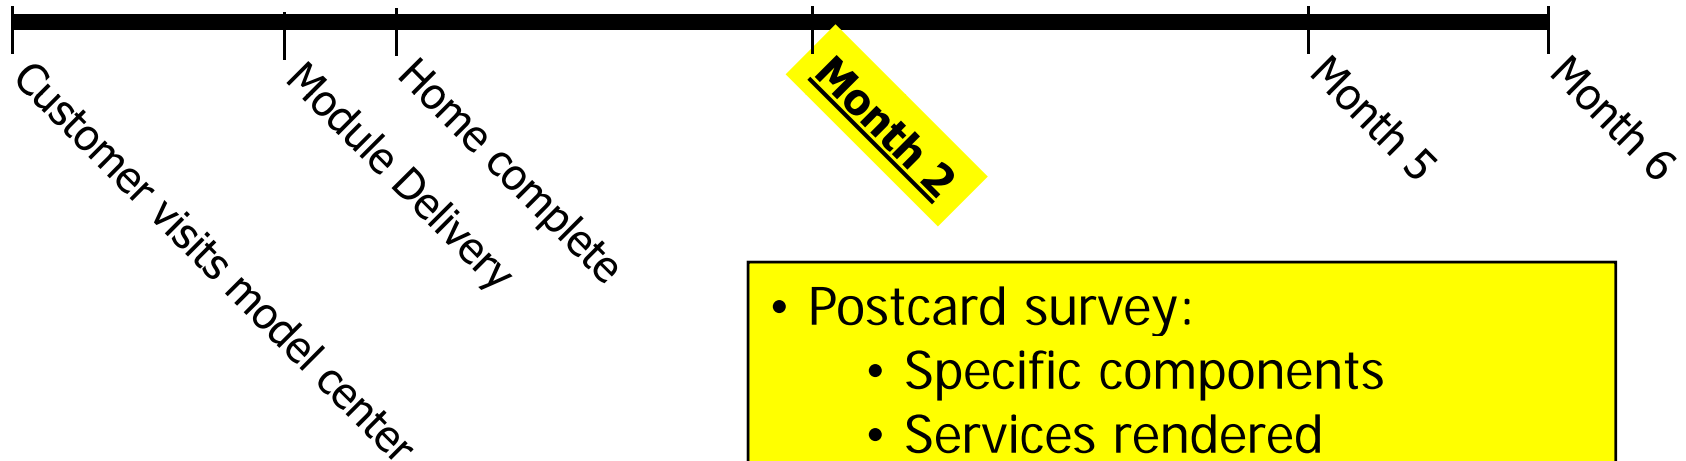 Customer visits model center
Module Delivery
Home complete
Month 2
Month 5
Month 6
• Postcard survey:
• Specific components
• Services rendered